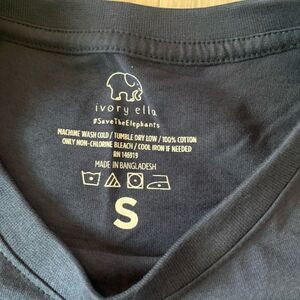 ivory ella
#SaveTheElephants
MACHINE WASH COLD / TUMBLE DRY LOW / 100% COTTON
ONLY NON-CHLORINE BLEACH / COOL IRON IF NEEDED
RN 146919
MADE IN BANGLADESH
S